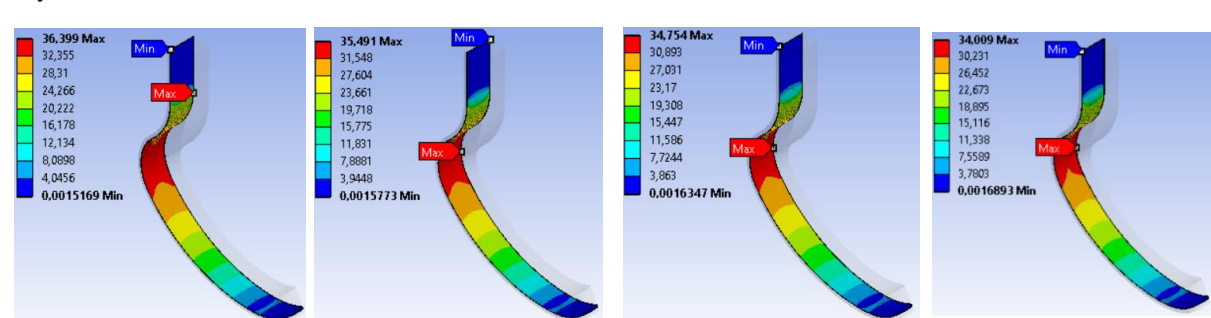 36,399 Max
32,355
28,31
24,266
20,222
16,178
12,134
8,0898
4,0456
0,0015169 Min
Min
Max
35,491 Max
31,548
27,604
23,661
19,718
15,775
11,831
7,8881
3,9448
0,0015773 Min
Min
Max
34,754 Max
30,893
27,031
23,17
19,308
15,447
11,586
7,7244
3,863
0,0016347 Min
Min
Max
34,009 Max
30,231
26,452
22,673
18,895
15,116
11,338
7,5589
3,7803
0,0016893 Min
Min
Max